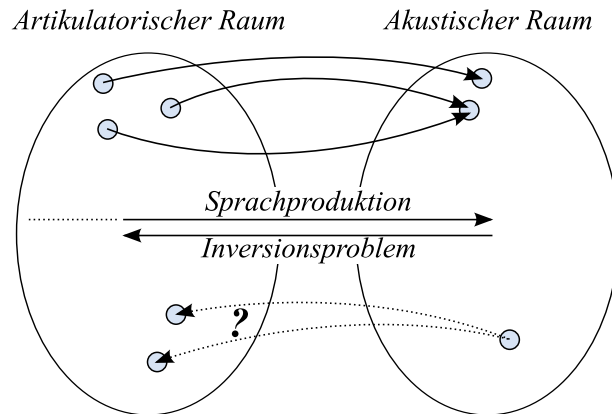 Artikulatorischer Raum
Akustischer Raum
Sprachproduktion
Inversionsproblem
?